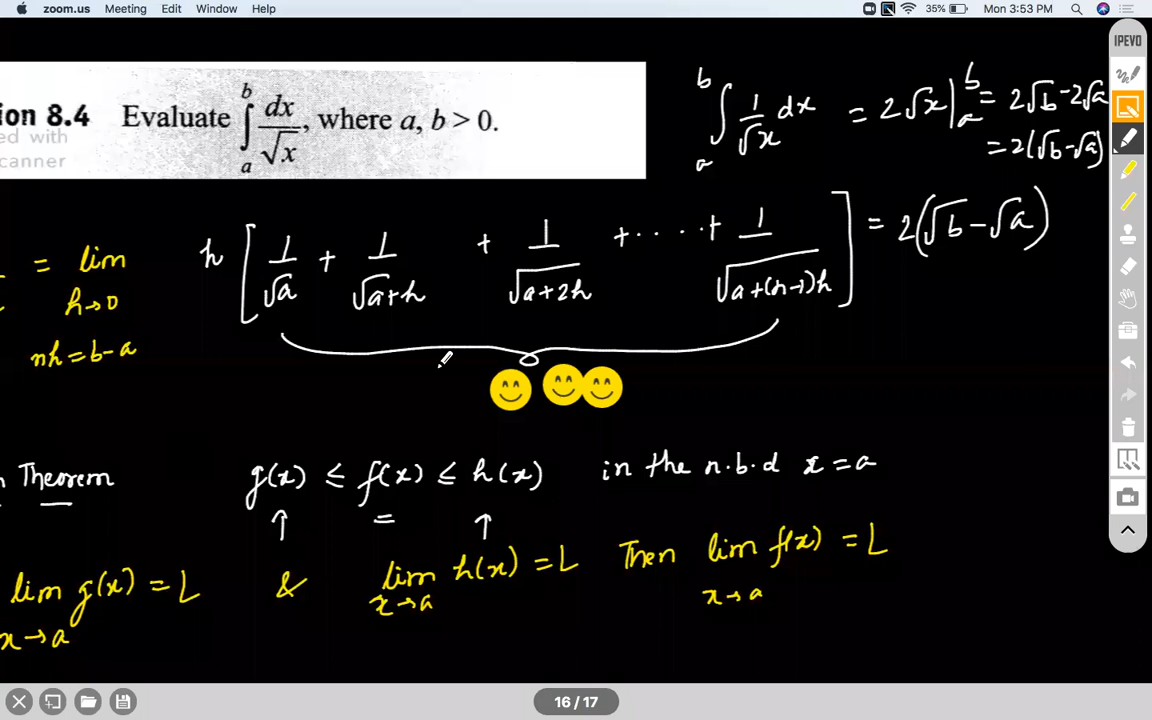 zoom.us Meeting Edit Window Help 35% Mon 3:53 PM
IPEVO
ion 8.4 Evaluate ∫_a^b dx/√x, where a, b > 0.
ed with
canner
∫_a^b 1/√x dx = 2√x |_a^b = 2√b-2√a
= 2(√b-√a)
= lim h→0 h [ 1/√a + 1/√a+h + 1/√a+2h + ....+ 1/√a+(n-1)h ] = 2(√b-√a)
nh = b-a
Theorem g(x) ≤ f(x) ≤ h(x) in the n.b.d x = a
lim x→a g(x) = L & lim x→a h(x) = L Then lim x→a f(x) = L
16 / 17